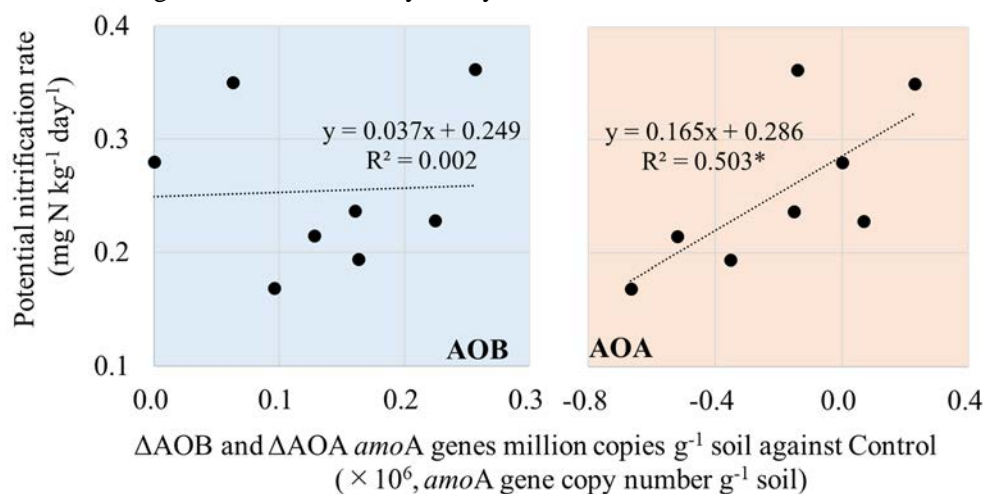 0.4
0.3
0.2
0.1
Potential nitrification rate
(mg N kg⁻¹ day⁻¹)
y = 0.037x + 0.249
R² = 0.002
AOB
0.0 0.1 0.2 0.3
y = 0.165x + 0.286
R² = 0.503*
AOA
-0.8 -0.4 0.0 0.4
ΔAOB and ΔAOA amoA genes million copies g⁻¹ soil against Control
( × 10⁶, amoA gene copy number g⁻¹ soil)